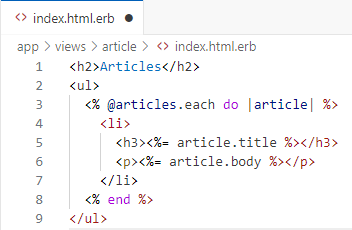 <> index.html.erb ●
app > views > article > <> index.html.erb
1 <h2>Articles</h2>
2 <ul>
3   <% @articles.each do |article| %>
4     <li>
5       <h3><%= article.title %></h3>
6       <p><%= article.body %></p>
7     </li>
8   <% end %>
9 </ul>